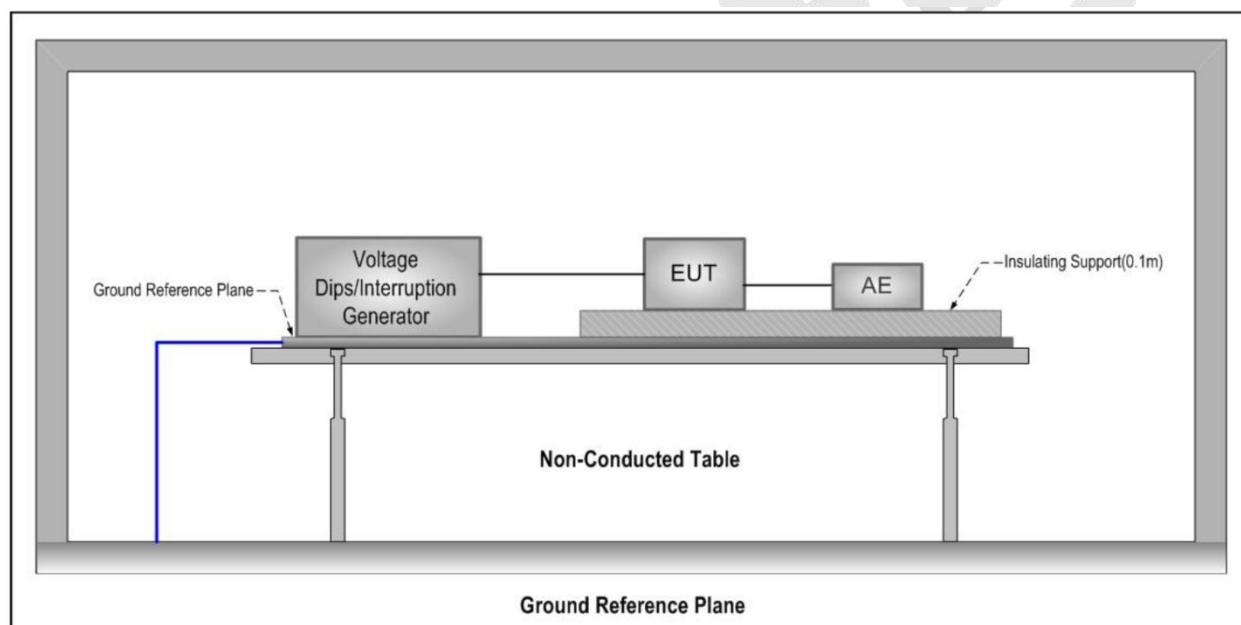 Voltage
Dips/Interruption
Generator
EUT
AE
Insulating Support(0.1m)
Ground Reference Plane
Non-Conducted Table
Ground Reference Plane